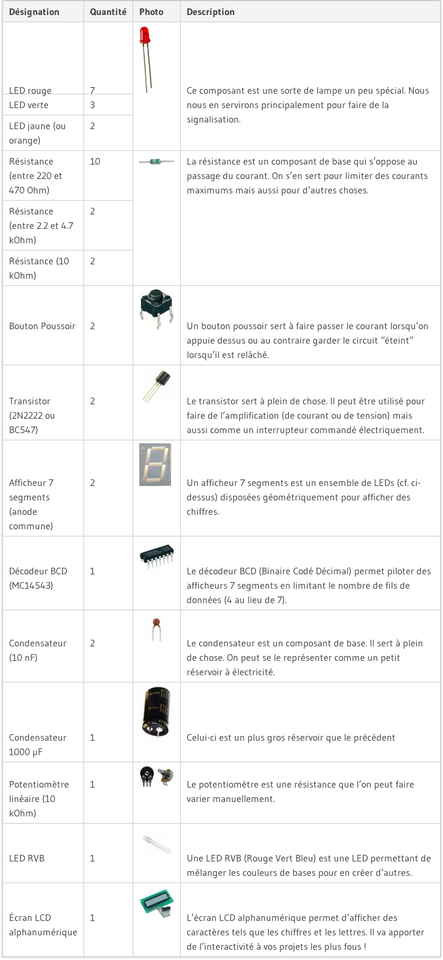 Désignation Quantité Photo Description
LED rouge 7 Ce composant est une sorte de lampe un peu spécial. Nous
LED verte 3 nous en servirons principalement pour faire de la
signalisation.
LED jaune (ou 2
orange)
Résistance 10 La résistance est un composant de base qui s’oppose au
(entre 220 et passage du courant. On s’en sert pour limiter des courants
470 Ohm) maximums mais aussi pour d’autres choses.
Résistance 2
(entre 2.2 et 4.7
kOhm)
Résistance (10 2
kOhm)
Bouton Poussoir 2 Un bouton poussoir sert à faire passer le courant lorsqu’on
appuie dessus ou au contraire garder le circuit “éteint”
lorsqu’il est relâché.
Transistor 2 Le transistor sert à plein de chose. Il peut être utilisé pour
(2N2222 ou faire de l’amplification (de courant ou de tension) mais
BC547) aussi comme un interrupteur commandé électriquement.
Afficheur 7 2 Un afficheur 7 segments est un ensemble de LEDs (cf. ci-
segments dessus) disposées géométriquement pour afficher des
(anode chiffres.
commune)
Décodeur BCD 1 Le décodeur BCD (Binaire Codé Décimal) permet piloter des
(MC14543) afficheurs 7 segments en limitant le nombre de fils de
données (4 au lieu de 7).
Condensateur 2 Le condensateur est un composant de base. Il sert à plein
(10 nF) de chose. On peut se le représenter comme un petit
réservoir à électricité.
Condensateur 1 Celui-ci est un plus gros réservoir que le précédent
1000 µF
Potentiomètre 1 Le potentiomètre est une résistance que l’on peut faire
linéaire (10 varier manuellement.
kOhm)
LED RVB 1 Une LED RVB (Rouge Vert Bleu) est une LED permettant de
mélanger les couleurs de bases pour en créer d’autres.
Écran LCD 1 L’écran LCD alphanumérique permet d’afficher des
alphanumérique caractères tels que les chiffres et les lettres. Il va apporter
de l’interactivité à vos projets les plus fous !